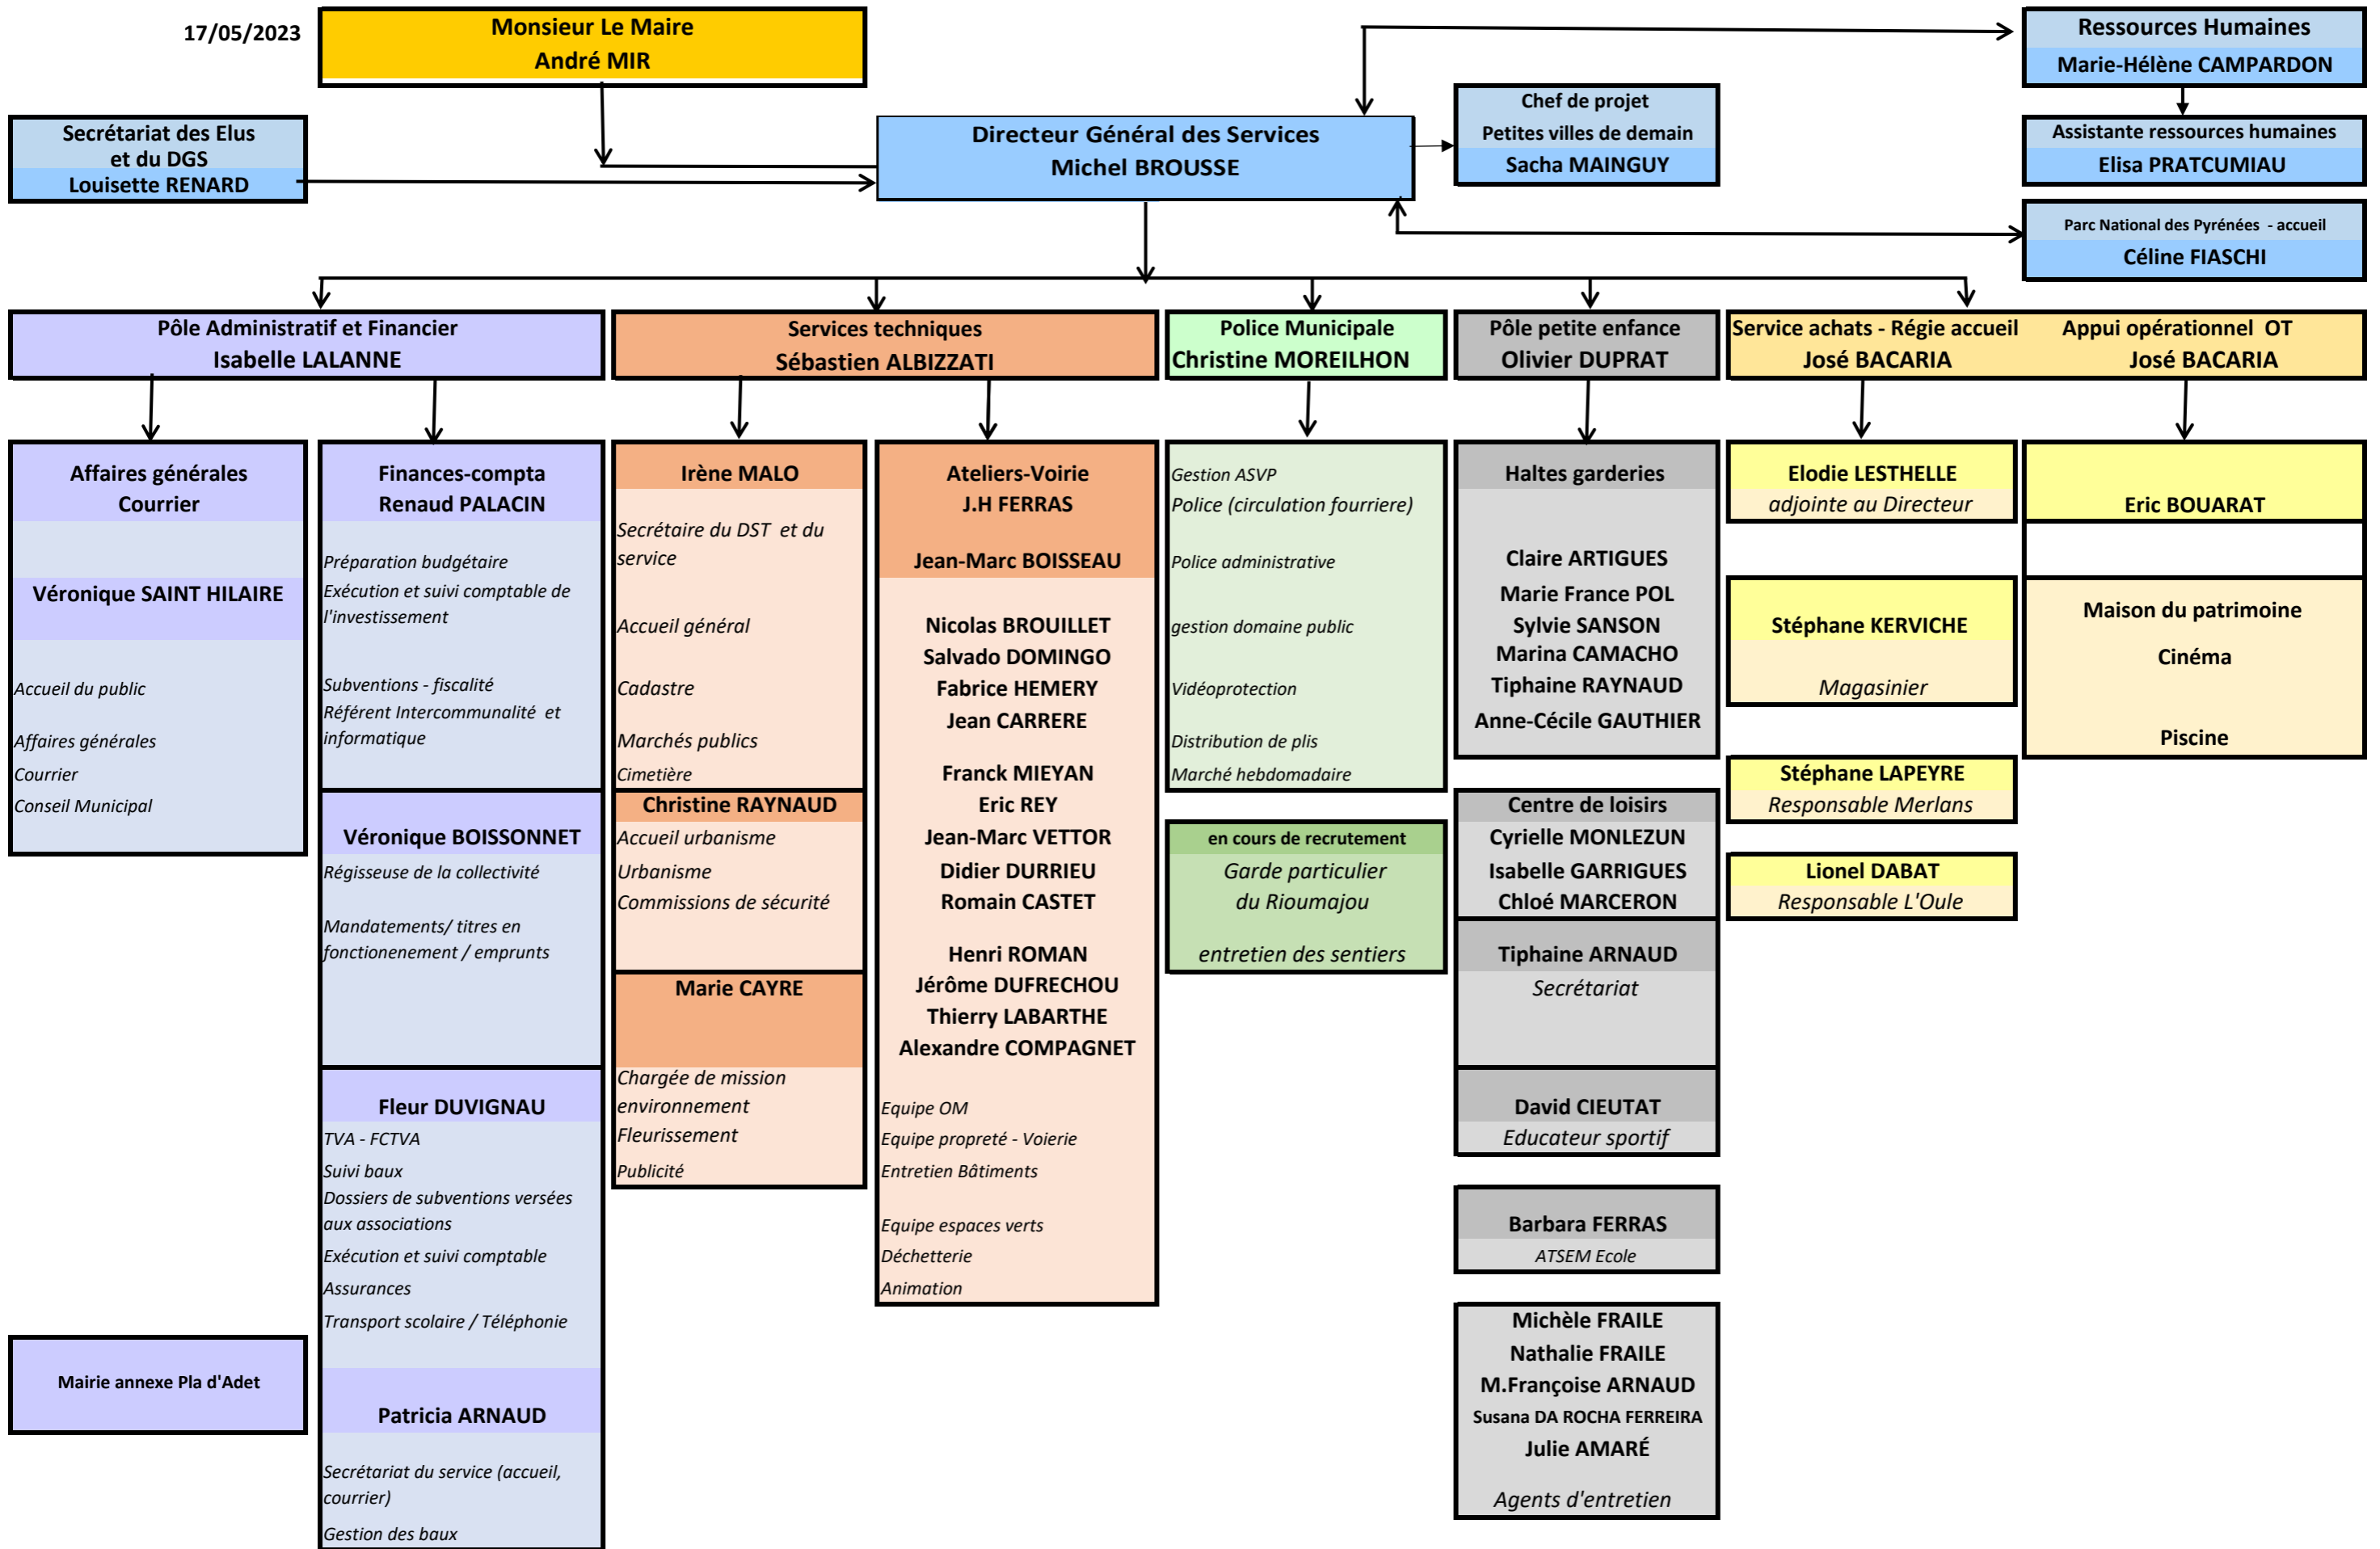 17/05/2023
Monsieur Le Maire
André MIR
Ressources Humaines
Marie-Hélène CAMPARDON
Secrétariat des Elus
et du DGS
Louisette RENARD
Directeur Général des Services
Michel BROUSSE
Chef de projet
Petites villes de demain
Sacha MAINGUY
Assistante ressources humaines
Elisa PRATCUMIAU
Parc National des Pyrénées - accueil
Céline FIASCHI
Pôle Administratif et Financier
Isabelle LALANNE
Services techniques
Sébastien ALBIZZATI
Police Municipale
Christine MOREILHON
Pôle petite enfance
Olivier DUPRAT
Service achats - Régie accueil
José BACARIA
Appui opérationnel OT
José BACARIA
Affaires générales
Courrier
Véronique SAINT HILAIRE
Accueil du public
Affaires générales
Courrier
Conseil Municipal
Mairie annexe Pla d'Adet
Finances-compta
Renaud PALACIN
Préparation budgétaire
Exécution et suivi comptable de
l'investissement
Subventions - fiscalité
Référent Intercommunalité et
informatique
Véronique BOISSONNET
Régisseuse de la collectivité
Mandatements/ titres en
fonctionenement / emprunts
Fleur DUVIGNAU
TVA - FCTVA
Suivi baux
Dossiers de subventions versées
aux associations
Exécution et suivi comptable
Assurances
Transport scolaire / Téléphonie
Patricia ARNAUD
Secrétariat du service (accueil,
courrier)
Gestion des baux
Irène MALO
Secrétaire du DST et du
service
Accueil général
Cadastre
Marchés publics
Cimetière
Christine RAYNAUD
Accueil urbanisme
Urbanisme
Commissions de sécurité
Marie CAYRE
Chargée de mission
environnement
Fleurissement
Publicité
Ateliers-Voirie
J.H FERRAS
Jean-Marc BOISSEAU
Nicolas BROUILLET
Salvado DOMINGO
Fabrice HEMERY
Jean CARRERE
Franck MIEYAN
Eric REY
Jean-Marc VETTOR
Didier DURRIEU
Romain CASTET
Henri ROMAN
Jérôme DUFRECHOU
Thierry LABARTHE
Alexandre COMPAGNET
Equipe OM
Equipe propreté - Voierie
Entretien Bâtiments
Equipe espaces verts
Déchetterie
Animation
Gestion ASVP
Police (circulation fourriere)
Police administrative
gestion domaine public
Vidéoprotection
Distribution de plis
Marché hebdomadaire
en cours de recrutement
Garde particulier
du Rioumajou
entretien des sentiers
Haltes garderies
Claire ARTIGUES
Marie France POL
Sylvie SANSON
Marina CAMACHO
Tiphaine RAYNAUD
Anne-Cécile GAUTHIER
Centre de loisirs
Cyrielle MONLEZUN
Isabelle GARRIGUES
Chloé MARCERON
Tiphaine ARNAUD
Secrétariat
David CIEUTAT
Educateur sportif
Barbara FERRAS
ATSEM Ecole
Michèle FRAILE
Nathalie FRAILE
M.Françoise ARNAUD
Susana DA ROCHA FERREIRA
Julie AMARÉ
Agents d'entretien
Elodie LESTHELLE
adjointe au Directeur
Stéphane KERVICHE
Magasinier
Stéphane LAPEYRE
Responsable Merlans
Lionel DABAT
Responsable L'Oule
Eric BOUARAT
Maison du patrimoine
Cinéma
Piscine